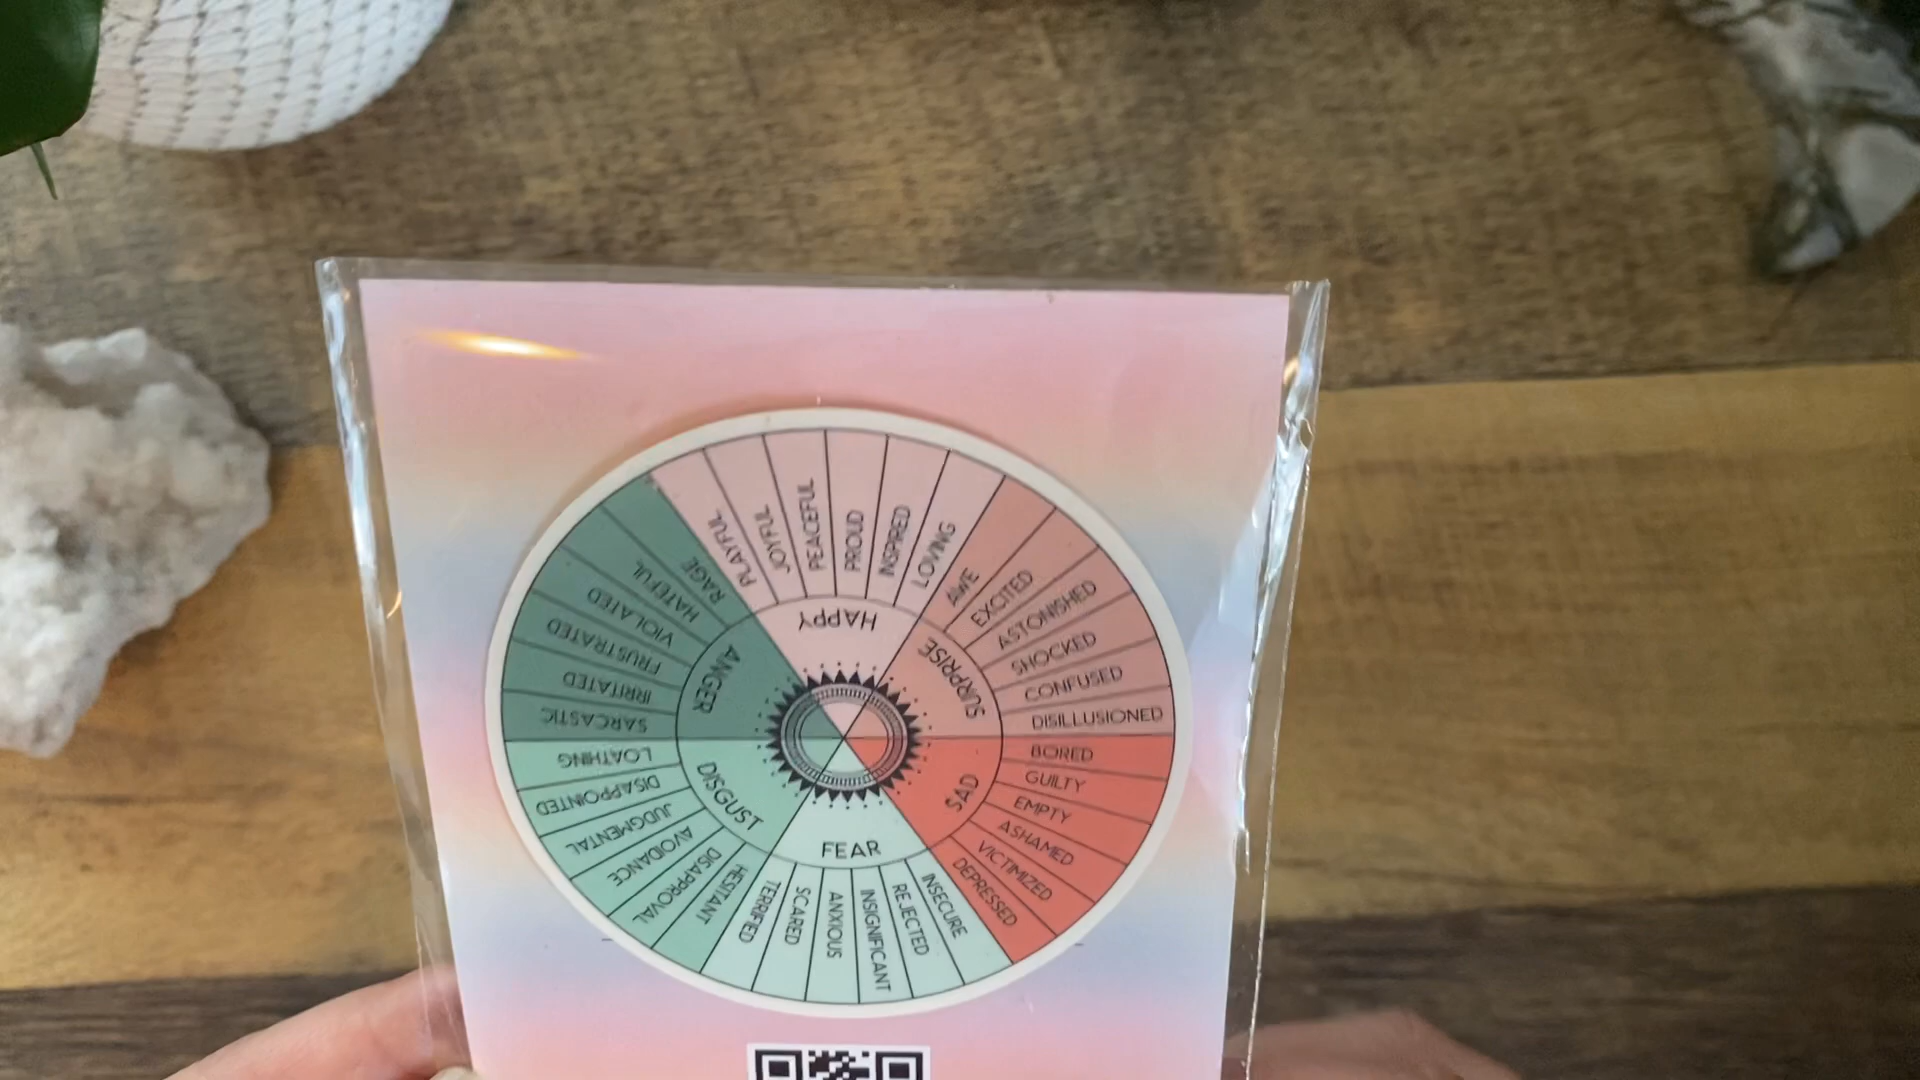 HAPPY
PLAYFUL
JOYFUL
PEACEFUL
PROUD
INSPIRED
LOVING
SURPRISE
AWE
EXCITED
ASTONISHED
SHOCKED
CONFUSED
DISILLUSIONED
SAD
BORED
GUILTY
EMPTY
ASHAMED
VICTIMIZED
DEPRESSED
FEAR
INSECURE
REJECTED
INSIGNIFICANT
ANXIOUS
SCARED
TERRIFIED
DISGUST
HESITANT
DISAPPROVAL
AVOIDANCE
JUDGMENTAL
DISAPPOINTED
LOATHING
ANGER
SARCASTIC
IRRITATED
FRUSTRATED
VIOLATED
HATEFUL
RAGE